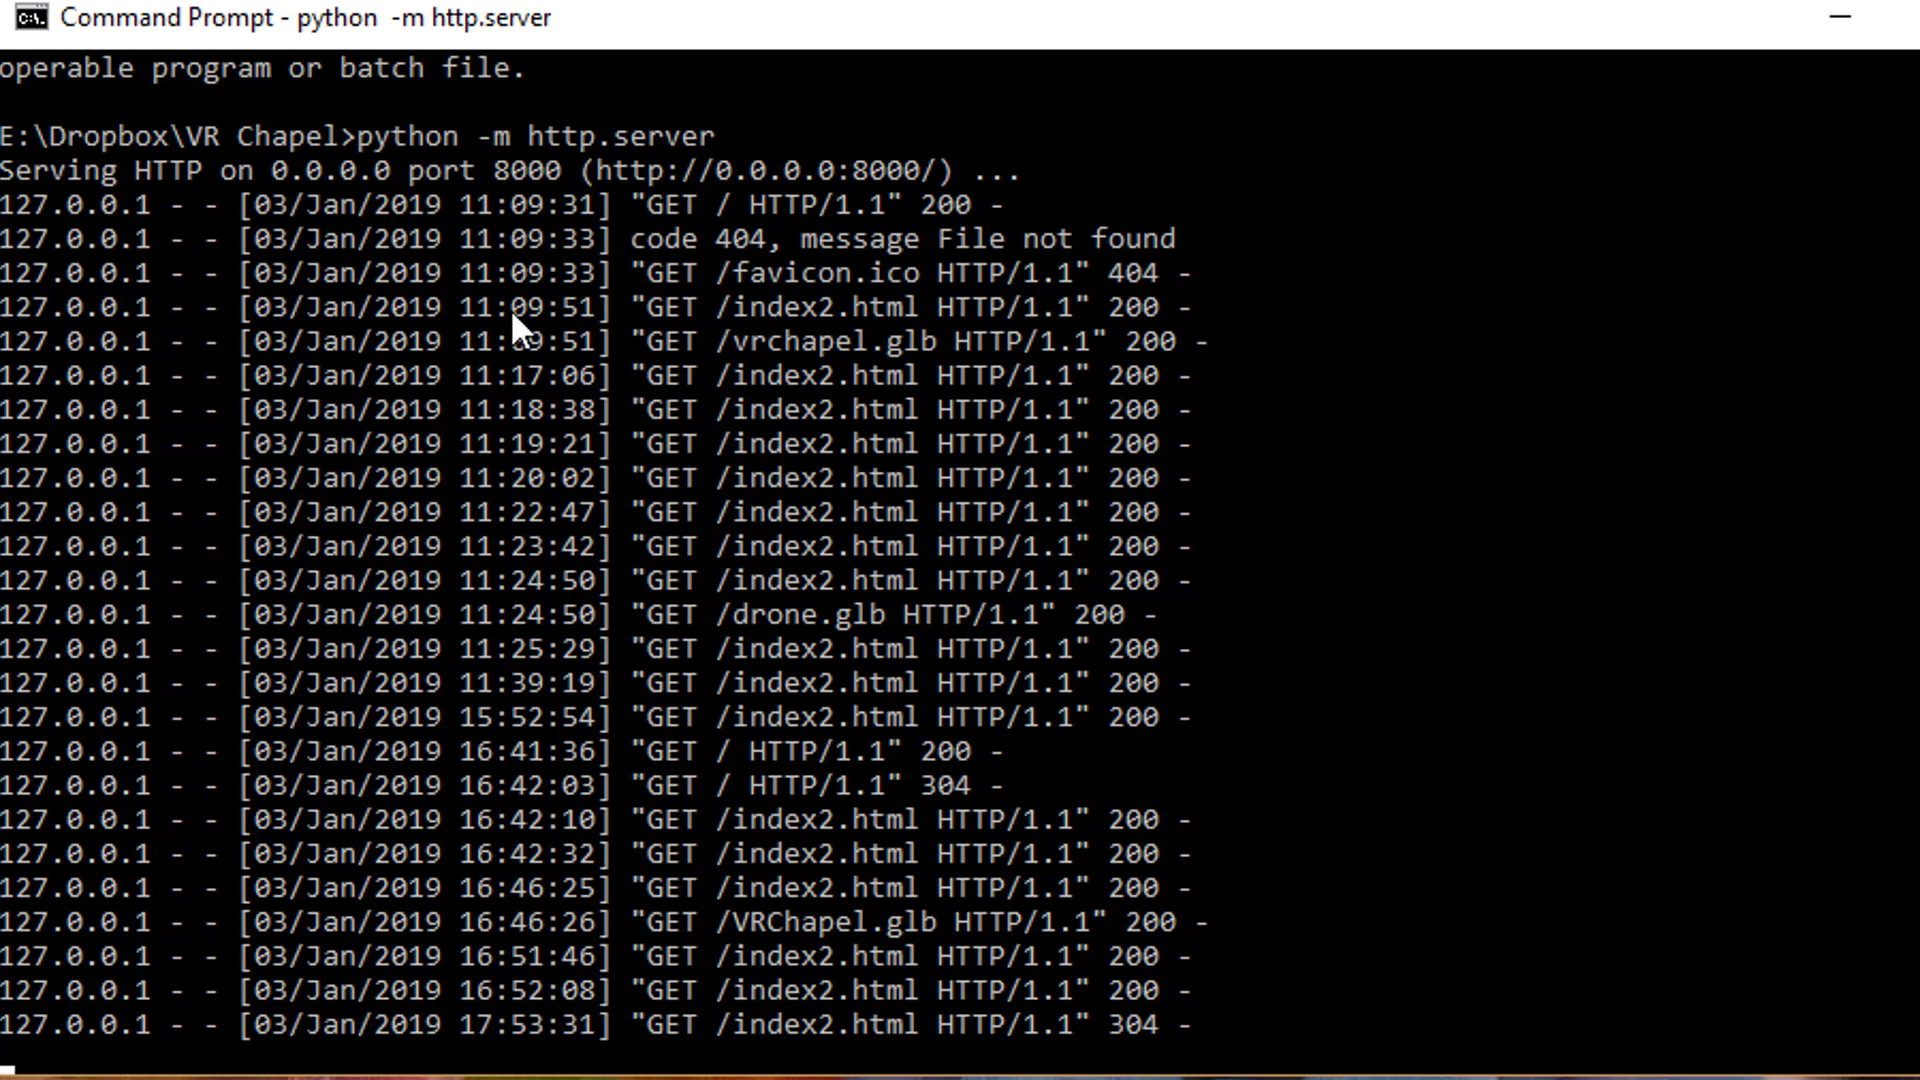 Command Prompt - python  -m http.server
operable program or batch file.
E:\Dropbox\VR Chapel>python -m http.server
Serving HTTP on 0.0.0.0 port 8000 (http://0.0.0.0:8000/) ...
127.0.0.1 - - [03/Jan/2019 11:09:31] "GET / HTTP/1.1" 200 -
127.0.0.1 - - [03/Jan/2019 11:09:33] code 404, message File not found
127.0.0.1 - - [03/Jan/2019 11:09:33] "GET /favicon.ico HTTP/1.1" 404 -
127.0.0.1 - - [03/Jan/2019 11:09:51] "GET /index2.html HTTP/1.1" 200 -
127.0.0.1 - - [03/Jan/2019 11:09:51] "GET /vrchapel.glb HTTP/1.1" 200 -
127.0.0.1 - - [03/Jan/2019 11:17:06] "GET /index2.html HTTP/1.1" 200 -
127.0.0.1 - - [03/Jan/2019 11:18:38] "GET /index2.html HTTP/1.1" 200 -
127.0.0.1 - - [03/Jan/2019 11:19:21] "GET /index2.html HTTP/1.1" 200 -
127.0.0.1 - - [03/Jan/2019 11:20:02] "GET /index2.html HTTP/1.1" 200 -
127.0.0.1 - - [03/Jan/2019 11:22:47] "GET /index2.html HTTP/1.1" 200 -
127.0.0.1 - - [03/Jan/2019 11:23:42] "GET /index2.html HTTP/1.1" 200 -
127.0.0.1 - - [03/Jan/2019 11:24:50] "GET /index2.html HTTP/1.1" 200 -
127.0.0.1 - - [03/Jan/2019 11:24:50] "GET /drone.glb HTTP/1.1" 200 -
127.0.0.1 - - [03/Jan/2019 11:25:29] "GET /index2.html HTTP/1.1" 200 -
127.0.0.1 - - [03/Jan/2019 11:39:19] "GET /index2.html HTTP/1.1" 200 -
127.0.0.1 - - [03/Jan/2019 15:52:54] "GET /index2.html HTTP/1.1" 200 -
127.0.0.1 - - [03/Jan/2019 16:41:36] "GET / HTTP/1.1" 200 -
127.0.0.1 - - [03/Jan/2019 16:42:03] "GET / HTTP/1.1" 304 -
127.0.0.1 - - [03/Jan/2019 16:42:10] "GET /index2.html HTTP/1.1" 200 -
127.0.0.1 - - [03/Jan/2019 16:42:32] "GET /index2.html HTTP/1.1" 200 -
127.0.0.1 - - [03/Jan/2019 16:46:25] "GET /index2.html HTTP/1.1" 200 -
127.0.0.1 - - [03/Jan/2019 16:46:26] "GET /VRChapel.glb HTTP/1.1" 200 -
127.0.0.1 - - [03/Jan/2019 16:51:46] "GET /index2.html HTTP/1.1" 200 -
127.0.0.1 - - [03/Jan/2019 16:52:08] "GET /index2.html HTTP/1.1" 200 -
127.0.0.1 - - [03/Jan/2019 17:53:31] "GET /index2.html HTTP/1.1" 304 -